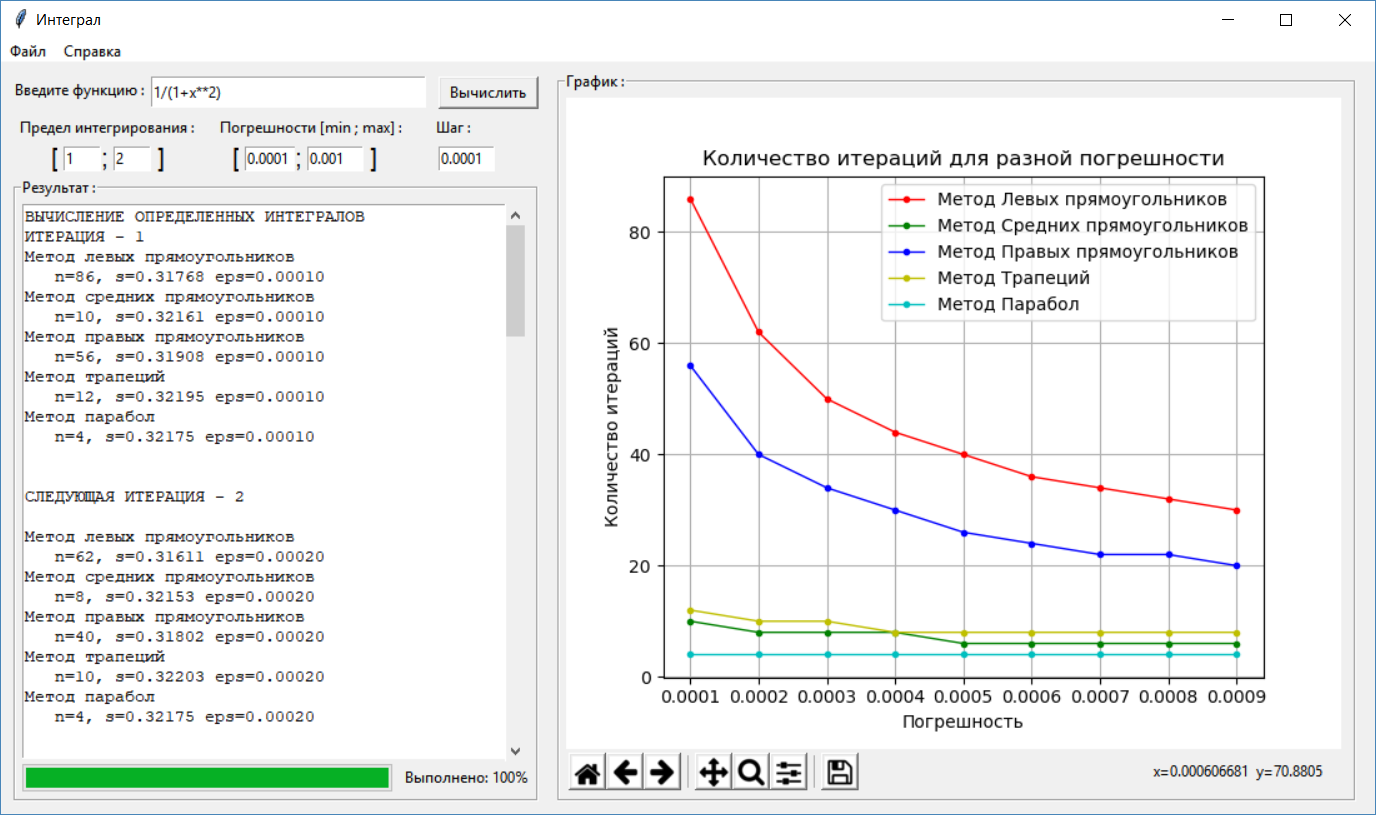 Интеграл
Файл Справка
Введите функцию : 1/(1+x**2) Вычислить
Предел интегрирования : Погрешности [min ; max] : Шаг :
[ 1 ; 2 ] [ 0.0001 ; 0.001 ] 0.0001
Результат :
ВЫЧИСЛЕНИЕ ОПРЕДЕЛЕННЫХ ИНТЕГРАЛОВ
ИТЕРАЦИЯ - 1
Метод левых прямоугольников
n=86, s=0.31768 eps=0.00010
Метод средних прямоугольников
n=10, s=0.32161 eps=0.00010
Метод правых прямоугольников
n=56, s=0.31908 eps=0.00010
Метод трапеций
n=12, s=0.32195 eps=0.00010
Метод парабол
n=4, s=0.32175 eps=0.00010
СЛЕДУЮЩАЯ ИТЕРАЦИЯ - 2
Метод левых прямоугольников
n=62, s=0.31611 eps=0.00020
Метод средних прямоугольников
n=8, s=0.32153 eps=0.00020
Метод правых прямоугольников
n=40, s=0.31802 eps=0.00020
Метод трапеций
n=10, s=0.32203 eps=0.00020
Метод парабол
n=4, s=0.32175 eps=0.00020
Выполнено: 100%
График :
Количество итераций для разной погрешности
Метод Левых прямоугольников
Метод Средних прямоугольников
Метод Правых прямоугольников
Метод Трапеций
Метод Парабол
Количество итераций
80
60
40
20
0
0.0001 0.0002 0.0003 0.0004 0.0005 0.0006 0.0007 0.0008 0.0009
Погрешность
x=0.000606681 y=70.8805